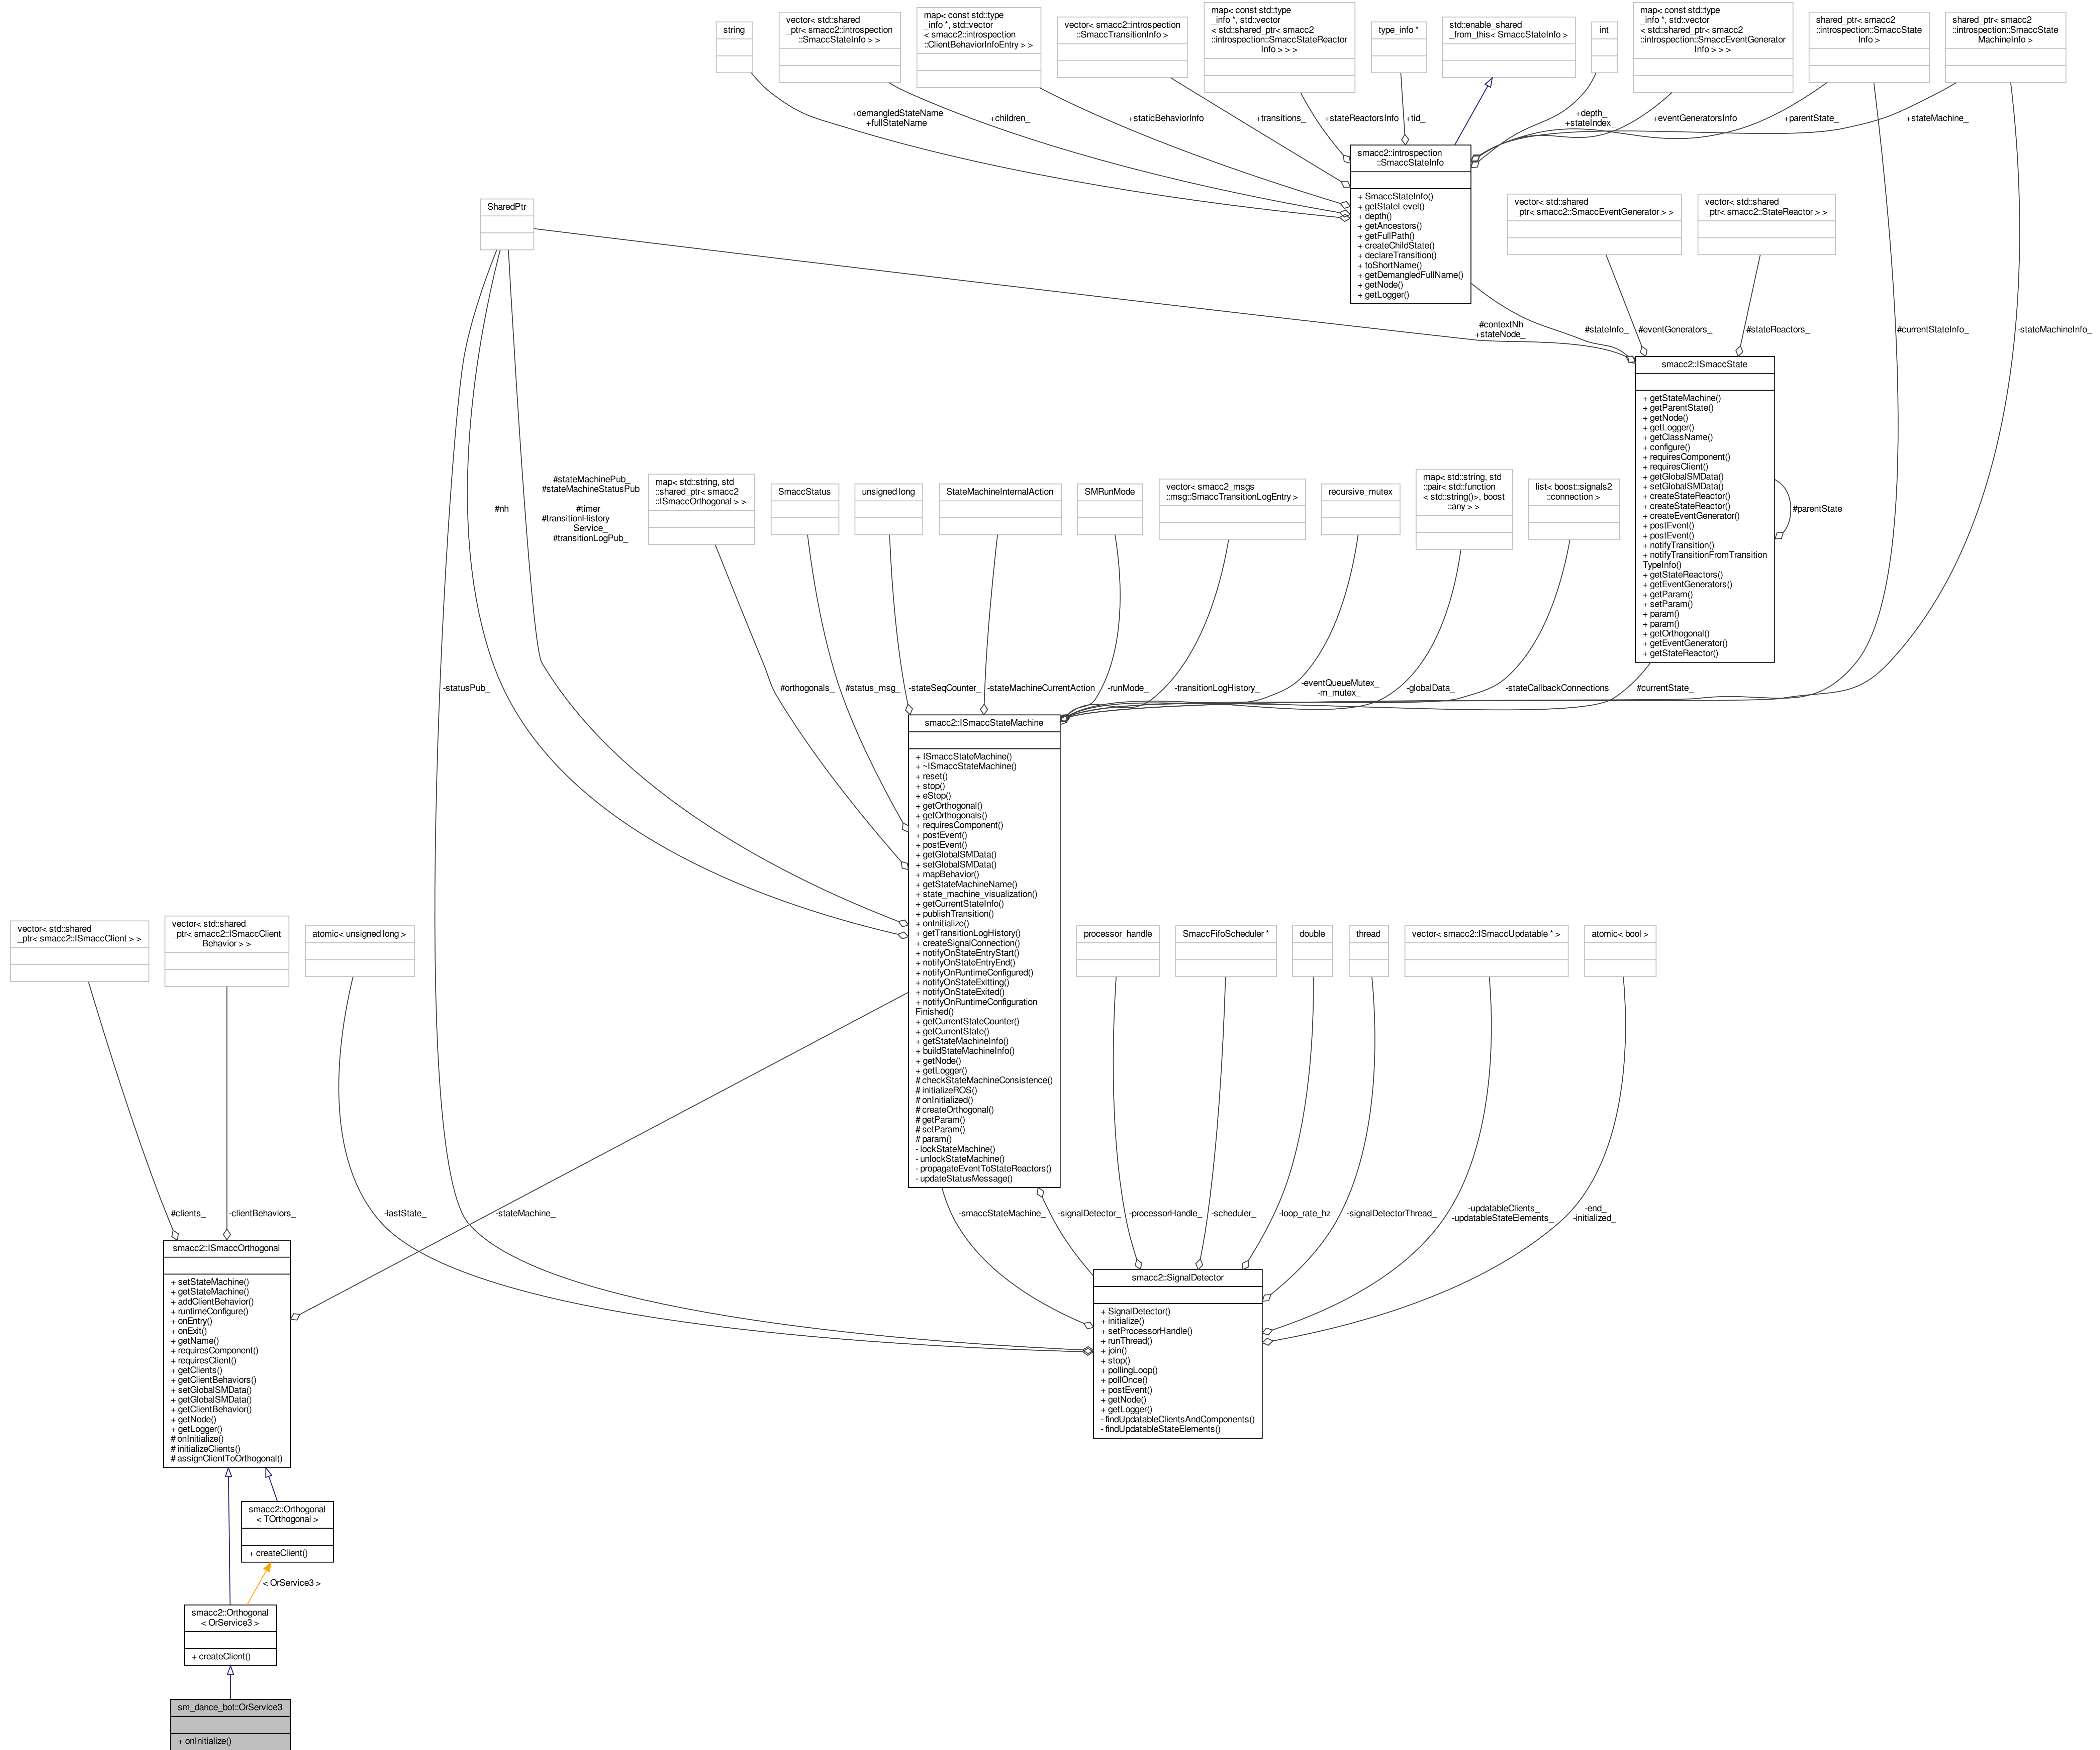 string
vector< std::shared
_ptr< smacc2::introspection
::SmaccStateInfo > >
map< const std::type
_info *, std::vector
< smacc2::introspection
::ClientBehaviorInfoEntry > >
vector< smacc2::introspection
::SmaccTransitionInfo >
map< const std::type
_info *, std::vector
< std::shared_ptr< smacc2
::introspection::SmaccStateReactor
Info > > >
type_info *
std::enable_shared
_from_this< SmaccStateInfo >
int
map< const std::type
_info *, std::vector
< std::shared_ptr< smacc2
::introspection::SmaccEventGenerator
Info > > >
shared_ptr< smacc2
::introspection::SmaccState
Info >
shared_ptr< smacc2
::introspection::SmaccState
MachineInfo >
+demangledStateName
+fullStateName
+children_
+staticBehaviorInfo
+transitions_
+stateReactorsInfo
+tid_
+depth_
+stateIndex_
+eventGeneratorsInfo
+parentState_
+stateMachine_
smacc2::introspection
::SmaccStateInfo
+ SmaccStateInfo()
+ getStateLevel()
+ depth()
+ getAncestors()
+ getFullPath()
+ createChildState()
+ declareTransition()
+ toShortName()
+ getDemangledFullName()
+ getNode()
+ getLogger()
SharedPtr
vector< std::shared
_ptr< smacc2::SmaccEventGenerator > >
vector< std::shared
_ptr< smacc2::StateReactor > >
#contextNh
+stateNode_
#stateInfo_
#eventGenerators_
#stateReactors_
#currentStateInfo_
-stateMachineInfo_
smacc2::ISmaccState
+ getStateMachine()
+ getParentState()
+ getNode()
+ getLogger()
+ getClassName()
+ configure()
+ requiresComponent()
+ requiresClient()
+ getGlobalSMData()
+ setGlobalSMData()
+ createStateReactor()
+ createStateReactor()
+ createEventGenerator()
+ postEvent()
+ postEvent()
+ notifyTransition()
+ notifyTransitionFromTransition
TypeInfo()
+ getStateReactors()
+ getEventGenerators()
+ getParam()
+ setParam()
+ param()
+ param()
+ getOrthogonal()
+ getEventGenerator()
+ getStateReactor()
#parentState_
#nh_
#stateMachinePub_
#stateMachineStatusPub
_
#timer_
#transitionHistory
Service_
#transitionLogPub_
map< std::string, std
::shared_ptr< smacc2
::ISmaccOrthogonal > >
SmaccStatus
unsigned long
StateMachineInternalAction
SMRunMode
vector< smacc2_msgs
::msg::SmaccTransitionLogEntry >
recursive_mutex
map< std::string, std
::pair< std::function
< std::string()>, boost
::any > >
list< boost::signals2
::connection >
-statusPub_
#orthogonals_
#status_msg_
-stateSeqCounter_
-stateMachineCurrentAction
-runMode_
-transitionLogHistory_
-eventQueueMutex_
-m_mutex_
-globalData_
-stateCallbackConnections
#currentState_
smacc2::ISmaccStateMachine
+ ISmaccStateMachine()
+ ~ISmaccStateMachine()
+ reset()
+ stop()
+ eStop()
+ getOrthogonal()
+ getOrthogonals()
+ requiresComponent()
+ postEvent()
+ postEvent()
+ getGlobalSMData()
+ setGlobalSMData()
+ mapBehavior()
+ getStateMachineName()
+ state_machine_visualization()
+ getCurrentStateInfo()
+ publishTransition()
+ onInitialize()
+ getTransitionLogHistory()
+ createSignalConnection()
+ notifyOnStateEntryStart()
+ notifyOnStateEntryEnd()
+ notifyOnRuntimeConfigured()
+ notifyOnStateExitting()
+ notifyOnStateExited()
+ notifyOnRuntimeConfiguration
Finished()
+ getCurrentStateCounter()
+ getCurrentState()
+ getStateMachineInfo()
+ buildStateMachineInfo()
+ getNode()
+ getLogger()
# checkStateMachineConsistence()
# initializeROS()
# onInitialized()
# createOrthogonal()
# getParam()
# setParam()
# param()
- lockStateMachine()
- unlockStateMachine()
- propagateEventToStateReactors()
- updateStatusMessage()
vector< std::shared
_ptr< smacc2::ISmaccClient > >
vector< std::shared
_ptr< smacc2::ISmaccClient
Behavior > >
atomic< unsigned long >
processor_handle
SmaccFifoScheduler *
double
thread
vector< smacc2::ISmaccUpdatable * >
atomic< bool >
#clients_
-clientBehaviors_
-lastState_
-stateMachine_
-smaccStateMachine_
-signalDetector_
-processorHandle_
-scheduler_
-loop_rate_hz
-signalDetectorThread_
-updatableClients_
-updatableStateElements_
-end_
-initialized_
smacc2::ISmaccOrthogonal
+ setStateMachine()
+ getStateMachine()
+ addClientBehavior()
+ runtimeConfigure()
+ onEntry()
+ onExit()
+ getName()
+ requiresComponent()
+ requiresClient()
+ getClients()
+ getClientBehaviors()
+ setGlobalSMData()
+ getGlobalSMData()
+ getClientBehavior()
+ getNode()
+ getLogger()
# onInitialize()
# initializeClients()
# assignClientToOrthogonal()
smacc2::SignalDetector
+ SignalDetector()
+ initialize()
+ setProcessorHandle()
+ runThread()
+ join()
+ stop()
+ pollingLoop()
+ pollOnce()
+ postEvent()
+ getNode()
+ getLogger()
- findUpdatableClientsAndComponents()
- findUpdatableStateElements()
smacc2::Orthogonal
< TOrthogonal >
+ createClient()
< OrService3 >
smacc2::Orthogonal
< OrService3 >
+ createClient()
sm_dance_bot::OrService3
+ onInitialize()